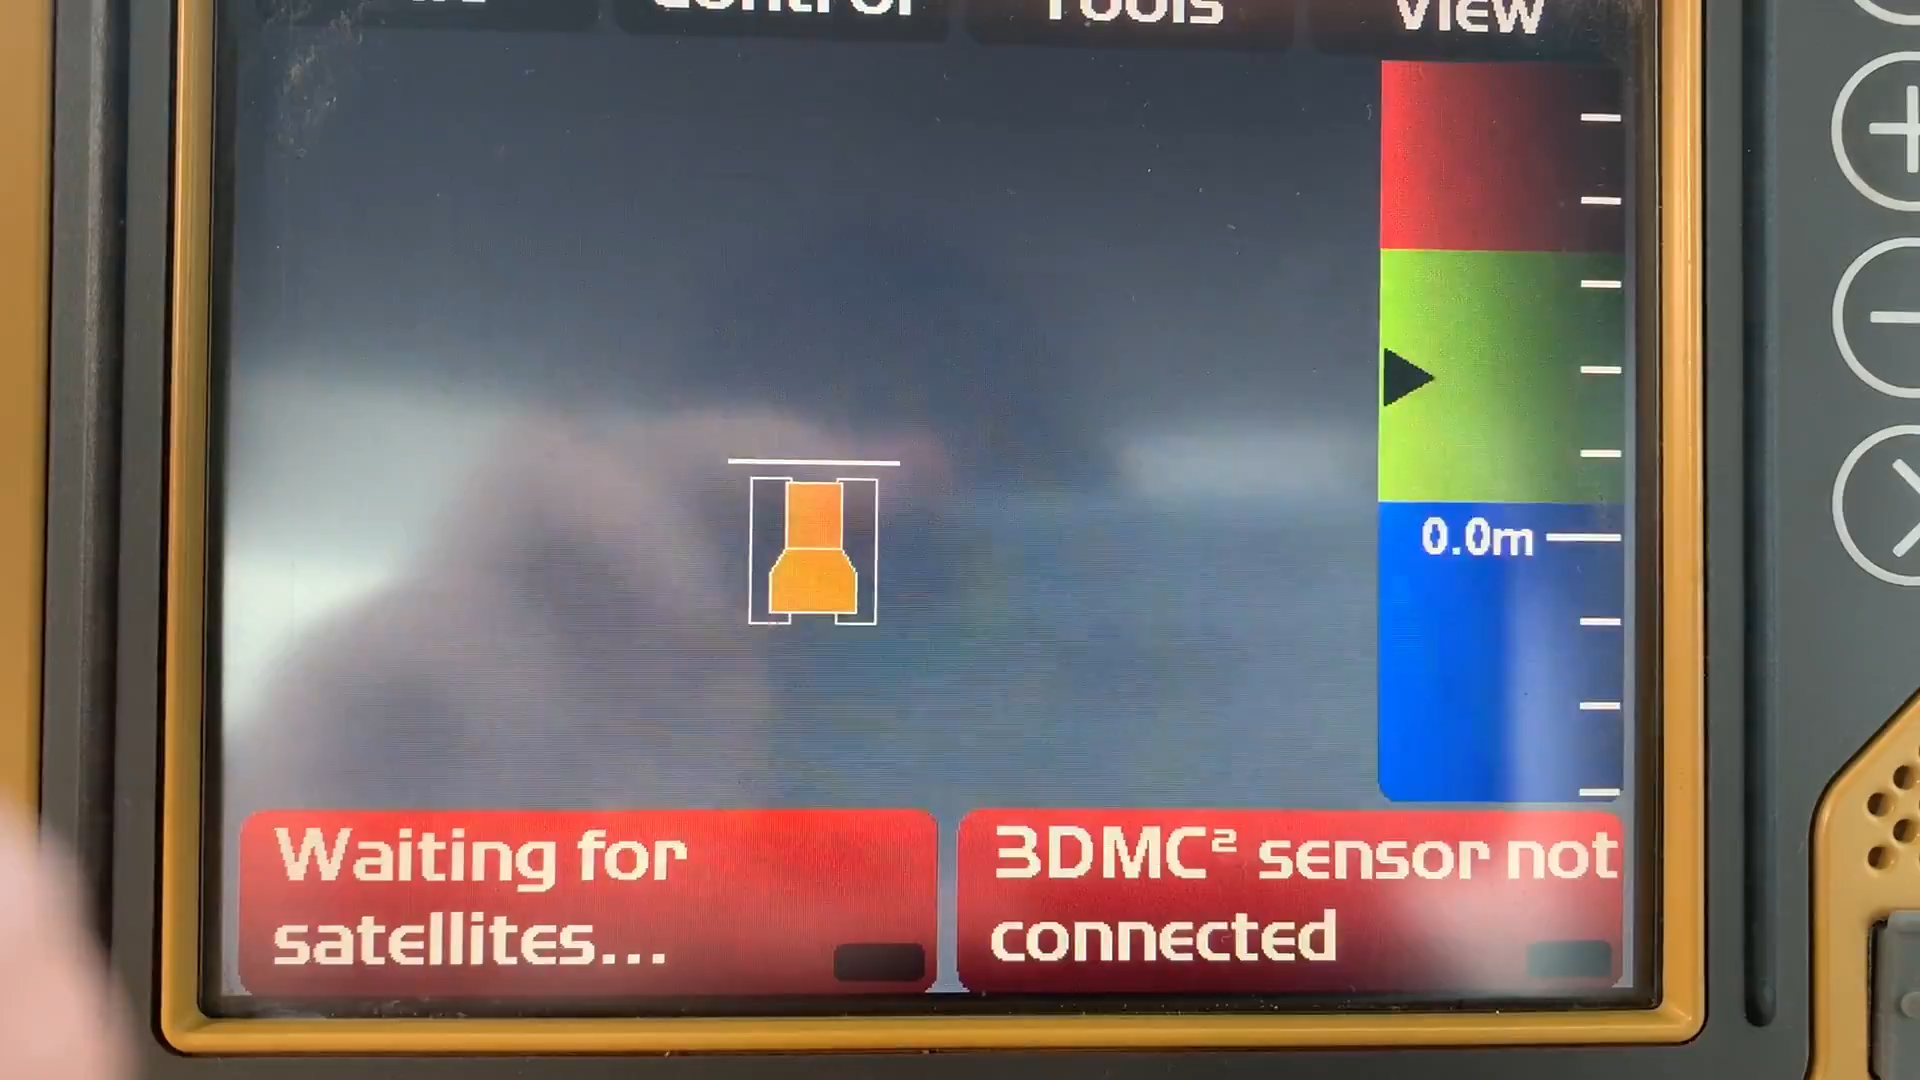 Control Tools View
0.0m
Waiting for
satellites...
3DMC² sensor not
connected